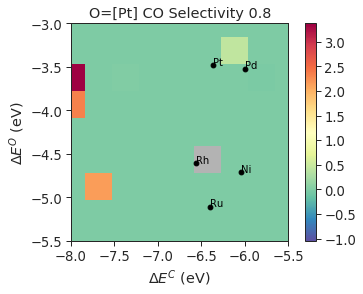 O=[Pt] CO Selectivity 0.8
−3.0
−3.5
−4.0
−4.5
−5.0
−5.5
ΔE^O (eV)
Pt
Pd
Rh
Ni
Ru
−8.0 −7.5 −7.0 −6.5 −6.0 −5.5
ΔE^C (eV)
3.0
2.5
2.0
1.5
1.0
0.5
0.0
−0.5
−1.0